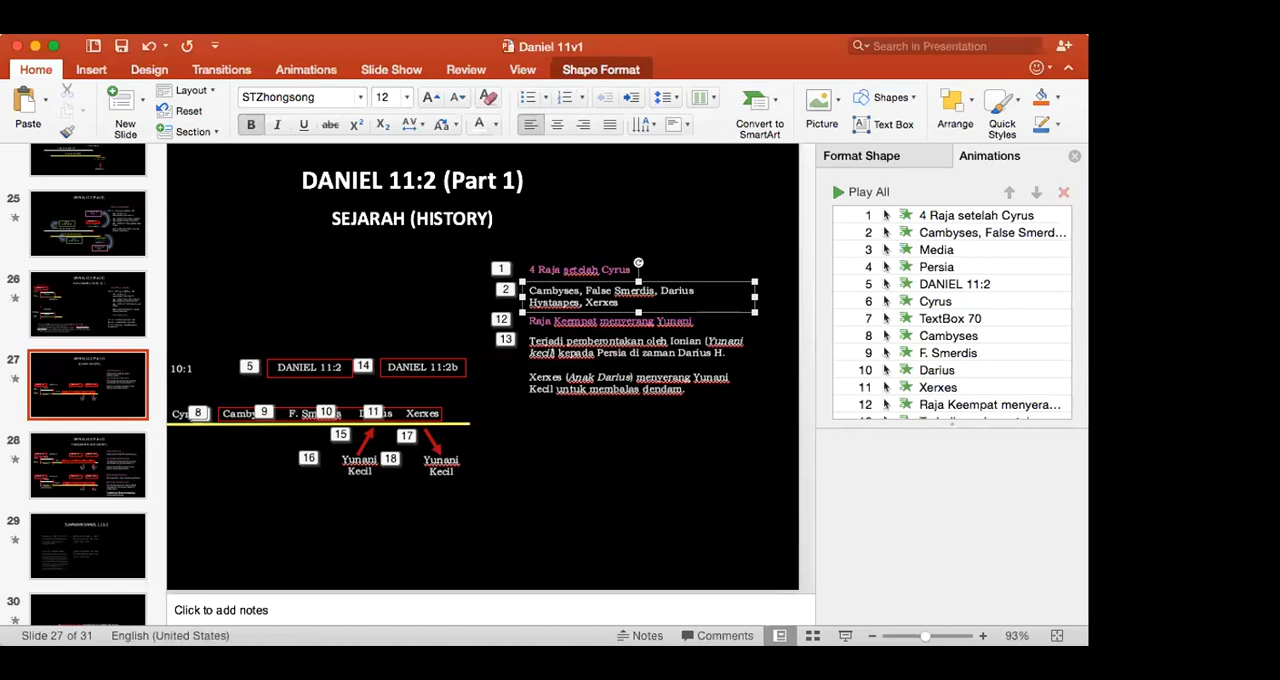 Daniel 11v1
Search in Presentation
Home
Insert
Design
Transitions
Animations
Slide Show
Review
View
Shape Format
Paste
New
Slide
Layout
Reset
Section
STZhongsong
12
Convert to
SmartArt
Picture
Shapes
Text Box
Arrange
Quick
Styles
25
26
27
28
29
30
DANIEL 11:2 (Part 1)
SEJARAH (HISTORY)
1
4 Raja setelah Cyrus
2
Cambyses, False Smerdis, Darius
Hystaspes, Xerxes
12
Raja Keempat menyerang Yunani
13
Terjadi pemberontakan oleh Ionian (Yunani
kecil) kepada Persia di zaman Darius H.
Xerxes (Anak Darius) menyerang Yunani
Kecil untuk membalas dendam.
10:1
5
DANIEL 11:2
14
DANIEL 11:2b
8
9
10
11
Xerxes
15
17
16
Yunani
Kecil
18
Yunani
Kecil
Format Shape
Animations
Play All
1 4 Raja setelah Cyrus
2 Cambyses, False Smerd...
3 Media
4 Persia
5 DANIEL 11:2
6 Cyrus
7 TextBox 70
8 Cambyses
9 F. Smerdis
10 Darius
11 Xerxes
12 Raja Keempat menyera...
Click to add notes
Slide 27 of 31
English (United States)
Notes
Comments
93%